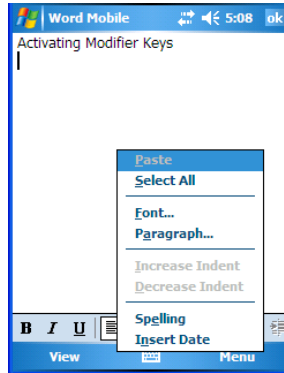 Word Mobile 5:08 ok
Activating Modifier Keys
Paste
Select All
Font...
Paragraph...
Increase Indent
Decrease Indent
Spelling
Insert Date
B I U
View Menu